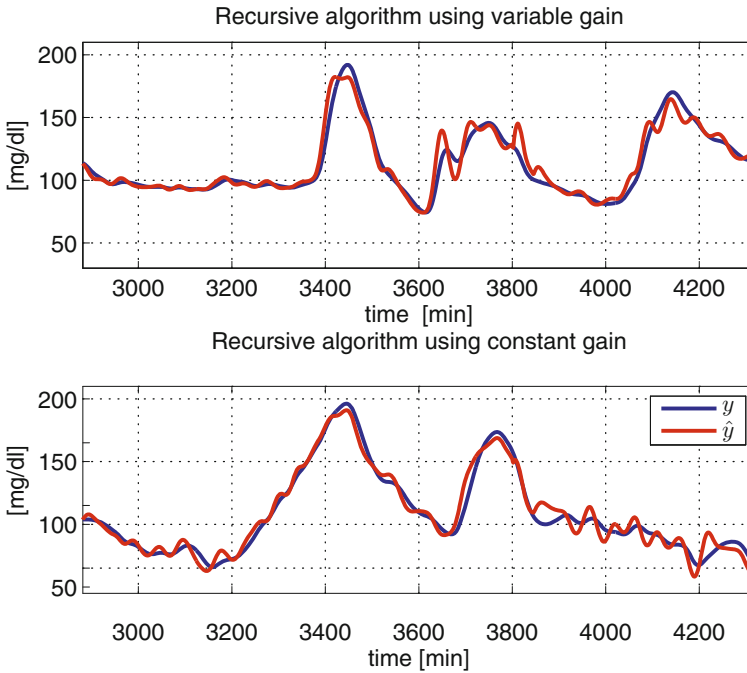 Recursive algorithm using variable gain
200
150
100
50
[mg/dl]
3000 3200 3400 3600 3800 4000 4200
time [min]
Recursive algorithm using constant gain
200
150
100
50
[mg/dl]
y
ŷ
3000 3200 3400 3600 3800 4000 4200
time [min]